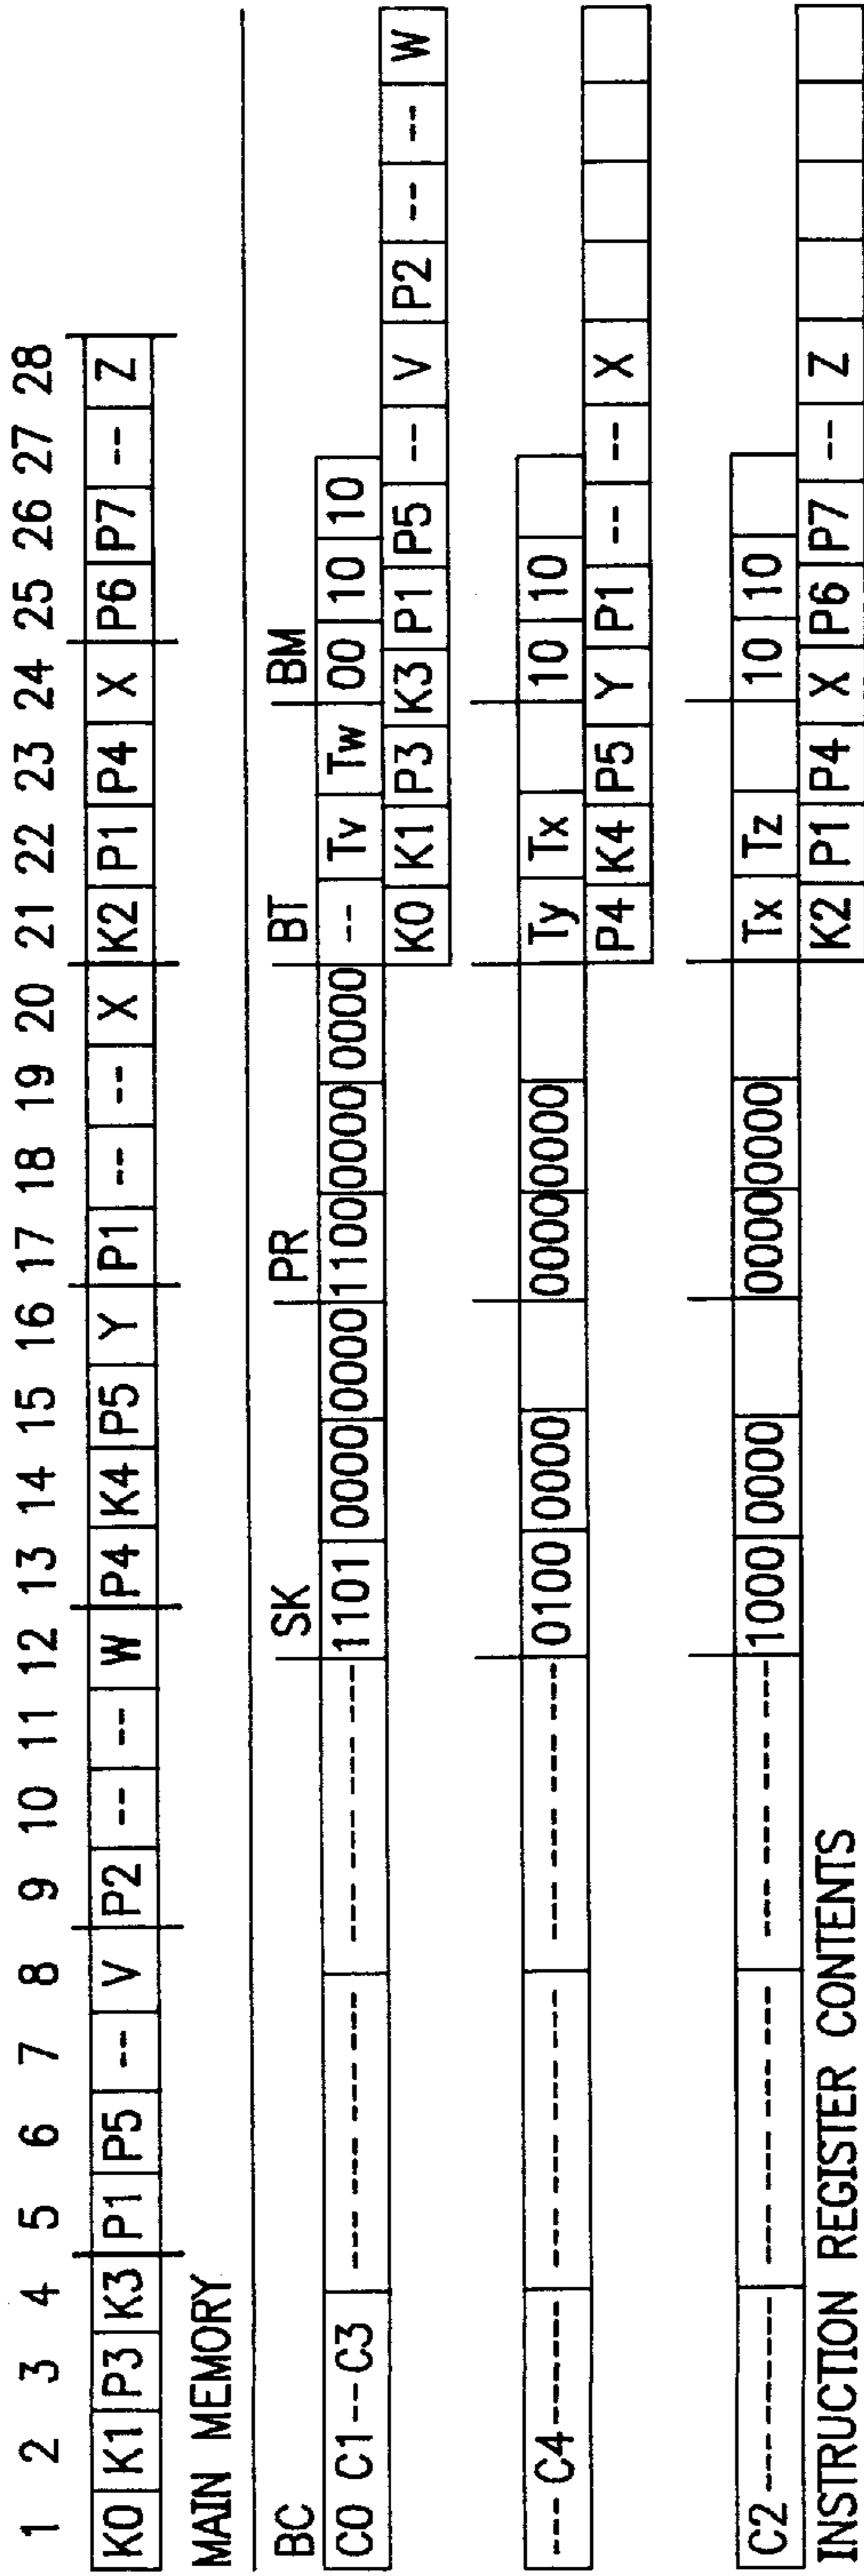 1 2 3 4 5 6 7 8 9 10 11 12 13 14 15 16 17 18 19 20 21 22 23 24 25 26 27 28
K0 K1 P3 K3 P1 P5 -- V P2 -- -- W P4 K4 P5 Y P1 -- -- X K2 P1 P4 X P6 P7 -- Z
MAIN MEMORY
BC SK PR BT BM
C0 C1--C3 --- --- --- --- --- --- --- --- 1101 0000 0000 1100 0000 0000 -- Tv Tw 00 10 10
K0 K1 P3 K3 P1 P5 -- V P2 -- -- W
--- C4------ ------------ ------------ 0100 0000 0000 0000 Ty Tx 10 10
P4 K4 P5 Y P1 -- -- X
C2---------- ------------ ------------ 1000 0000 0000 0000 Tx Tz 10 10
K2 P1 P4 X P6 P7 -- Z
INSTRUCTION REGISTER CONTENTS